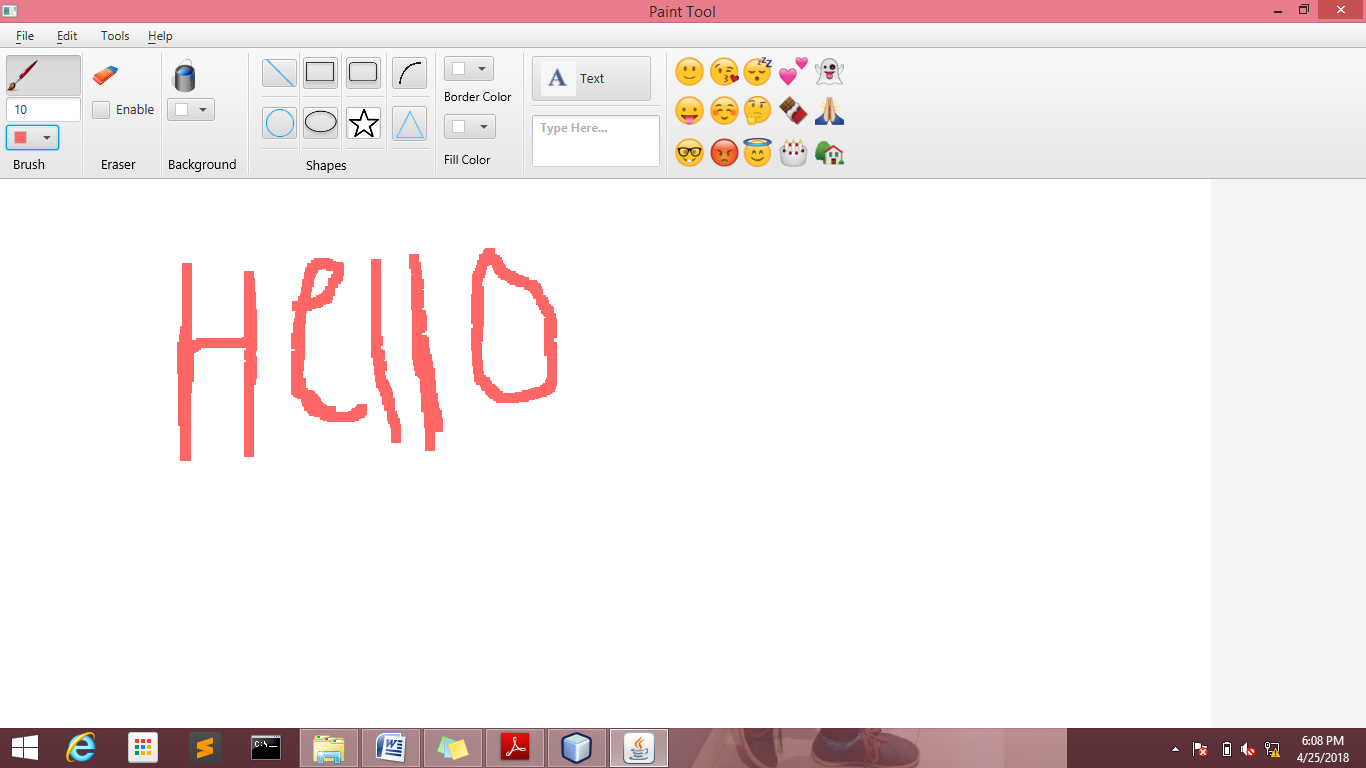 Paint Tool
File Edit Tools Help
10
Enable
Brush Eraser Background Shapes
Border Color
Fill Color
A Text
Type Here...
Hello
C:\-
6:08 PM
4/25/2018